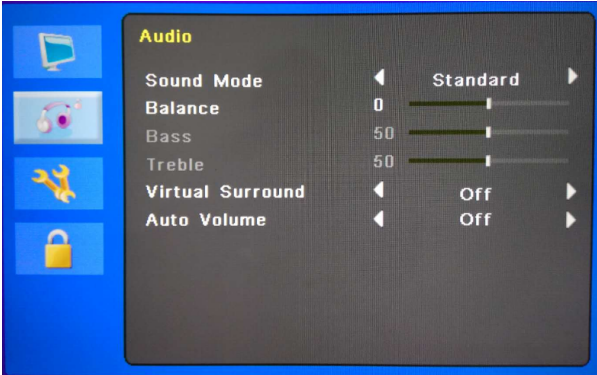 Audio
Sound Mode Standard
Balance 0
Bass 50
Treble 50
Virtual Surround Off
Auto Volume Off